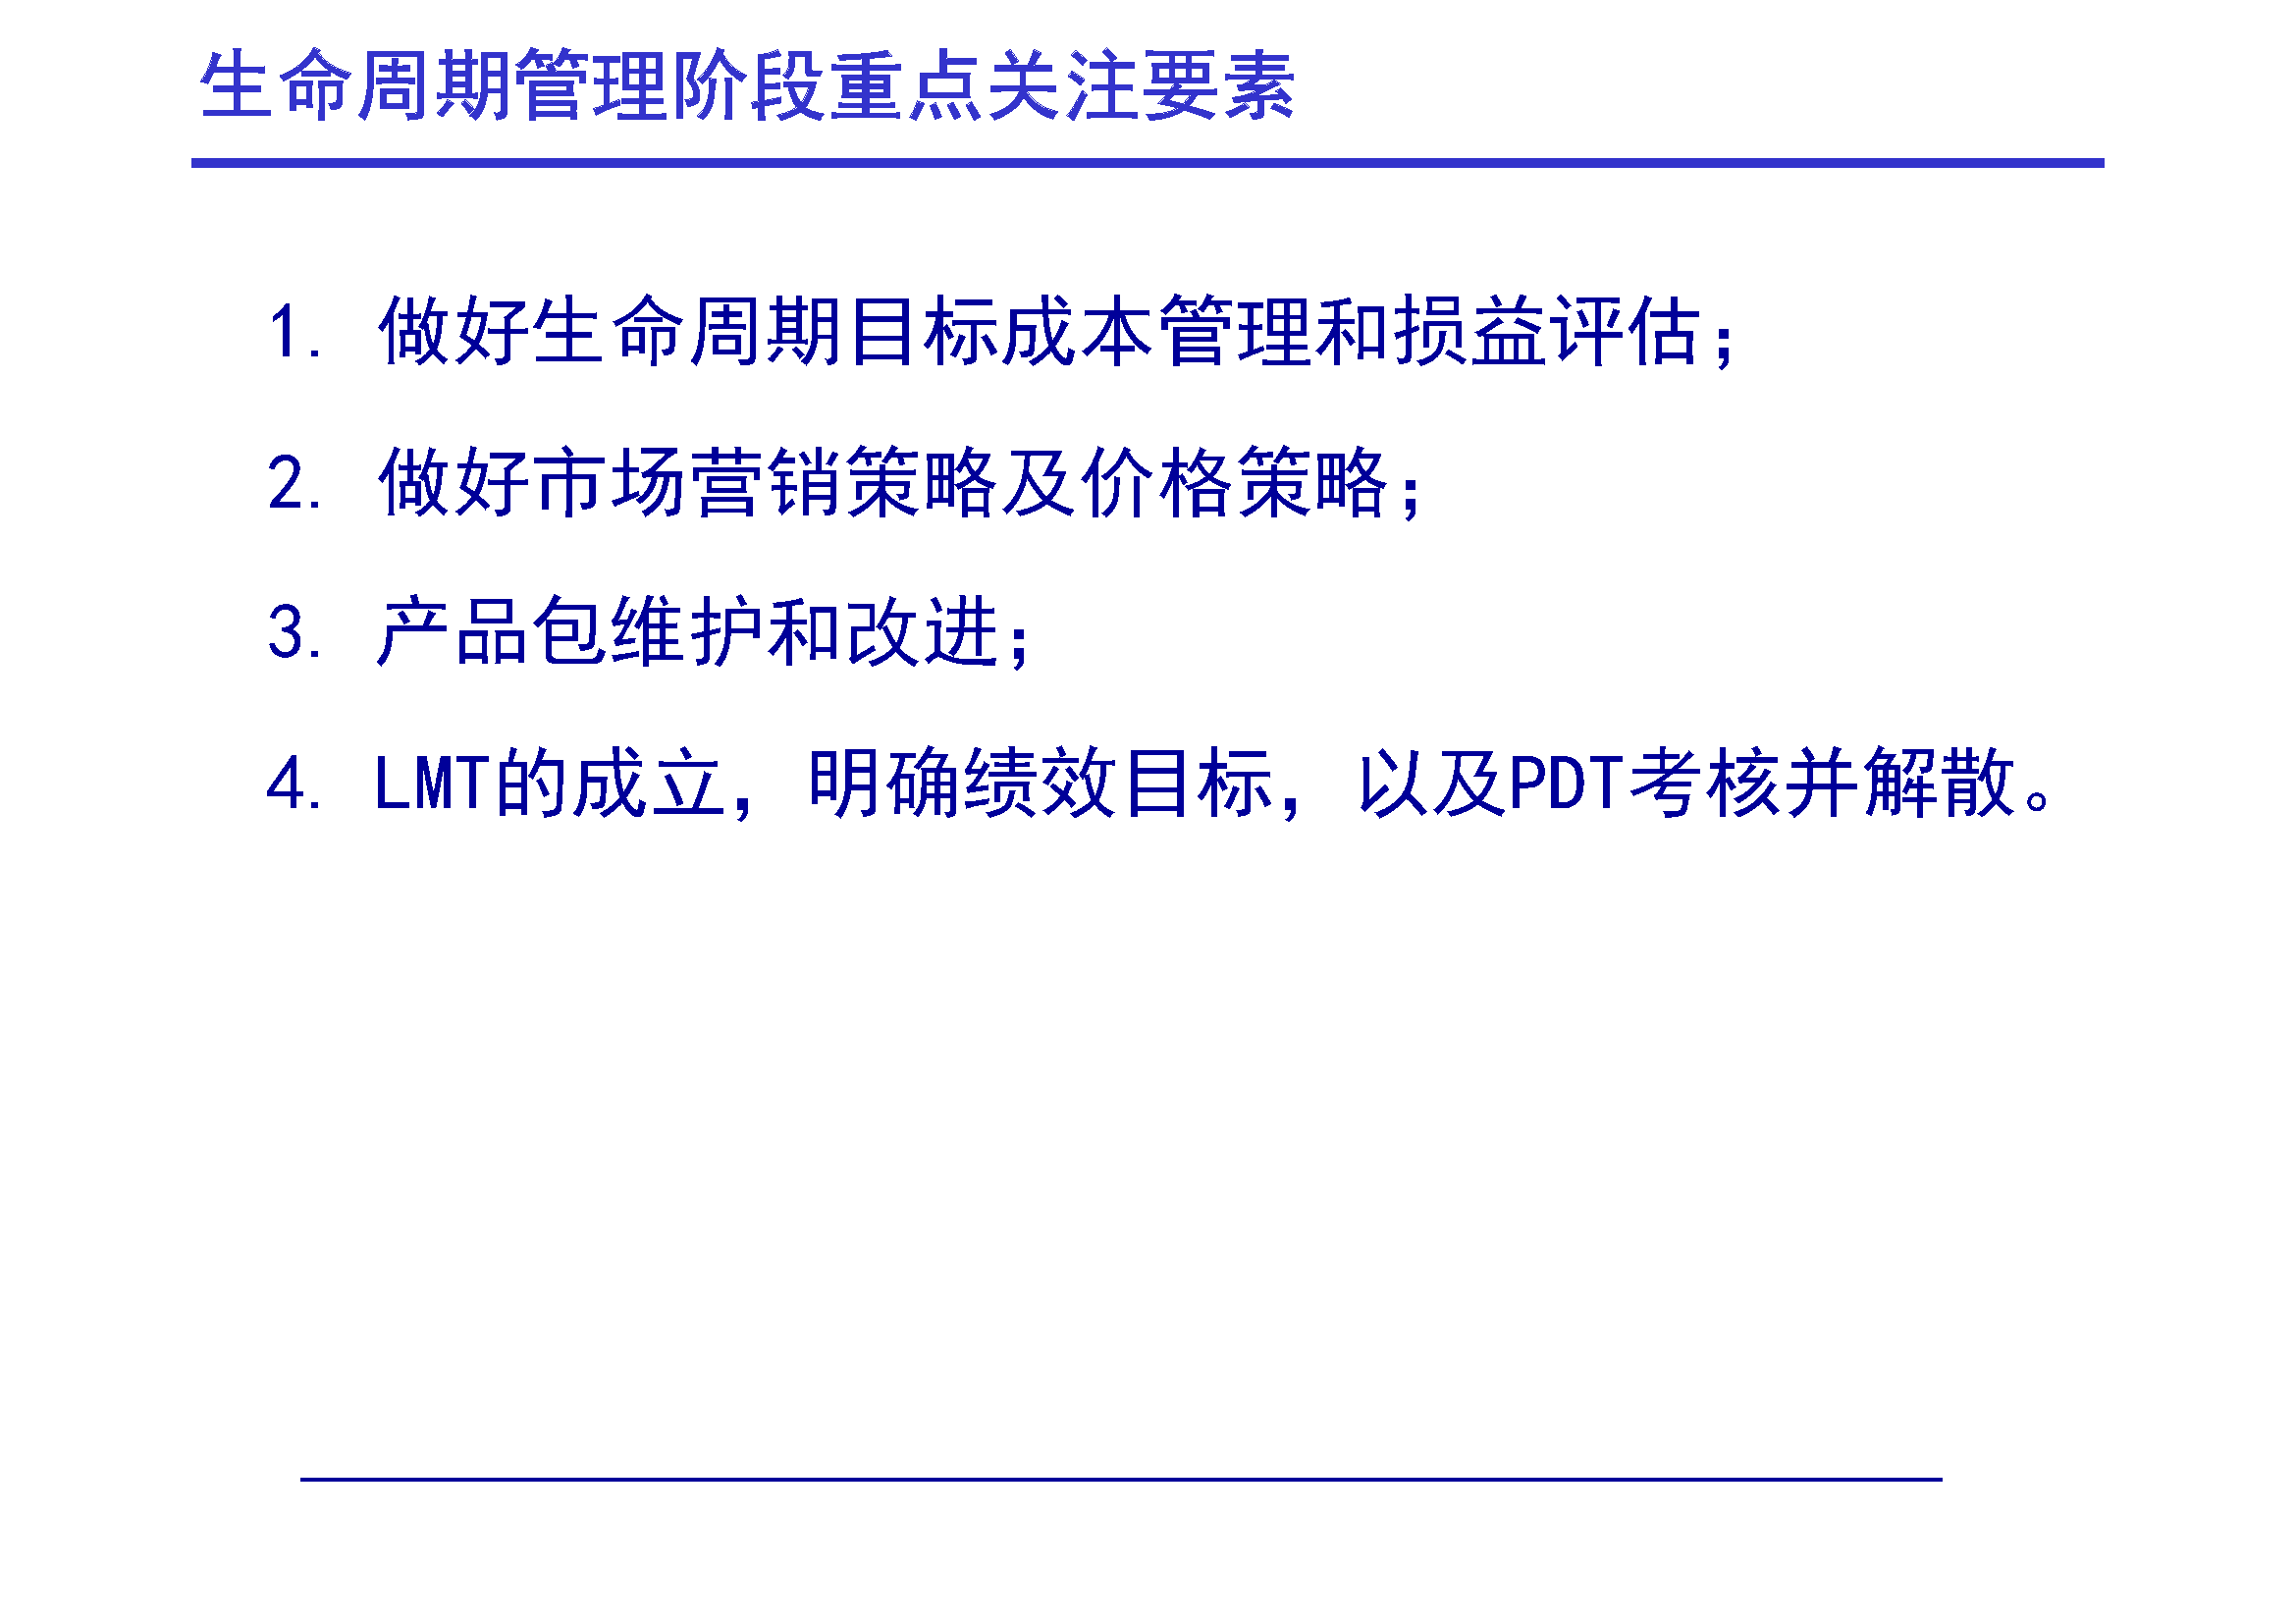 生命周期管理阶段重点关注要素
1. 做好生命周期目标成本管理和损益评估；
2. 做好市场营销策略及价格策略；
3. 产品包维护和改进；
4. LMT的成立，明确绩效目标，以及PDT考核并解散。